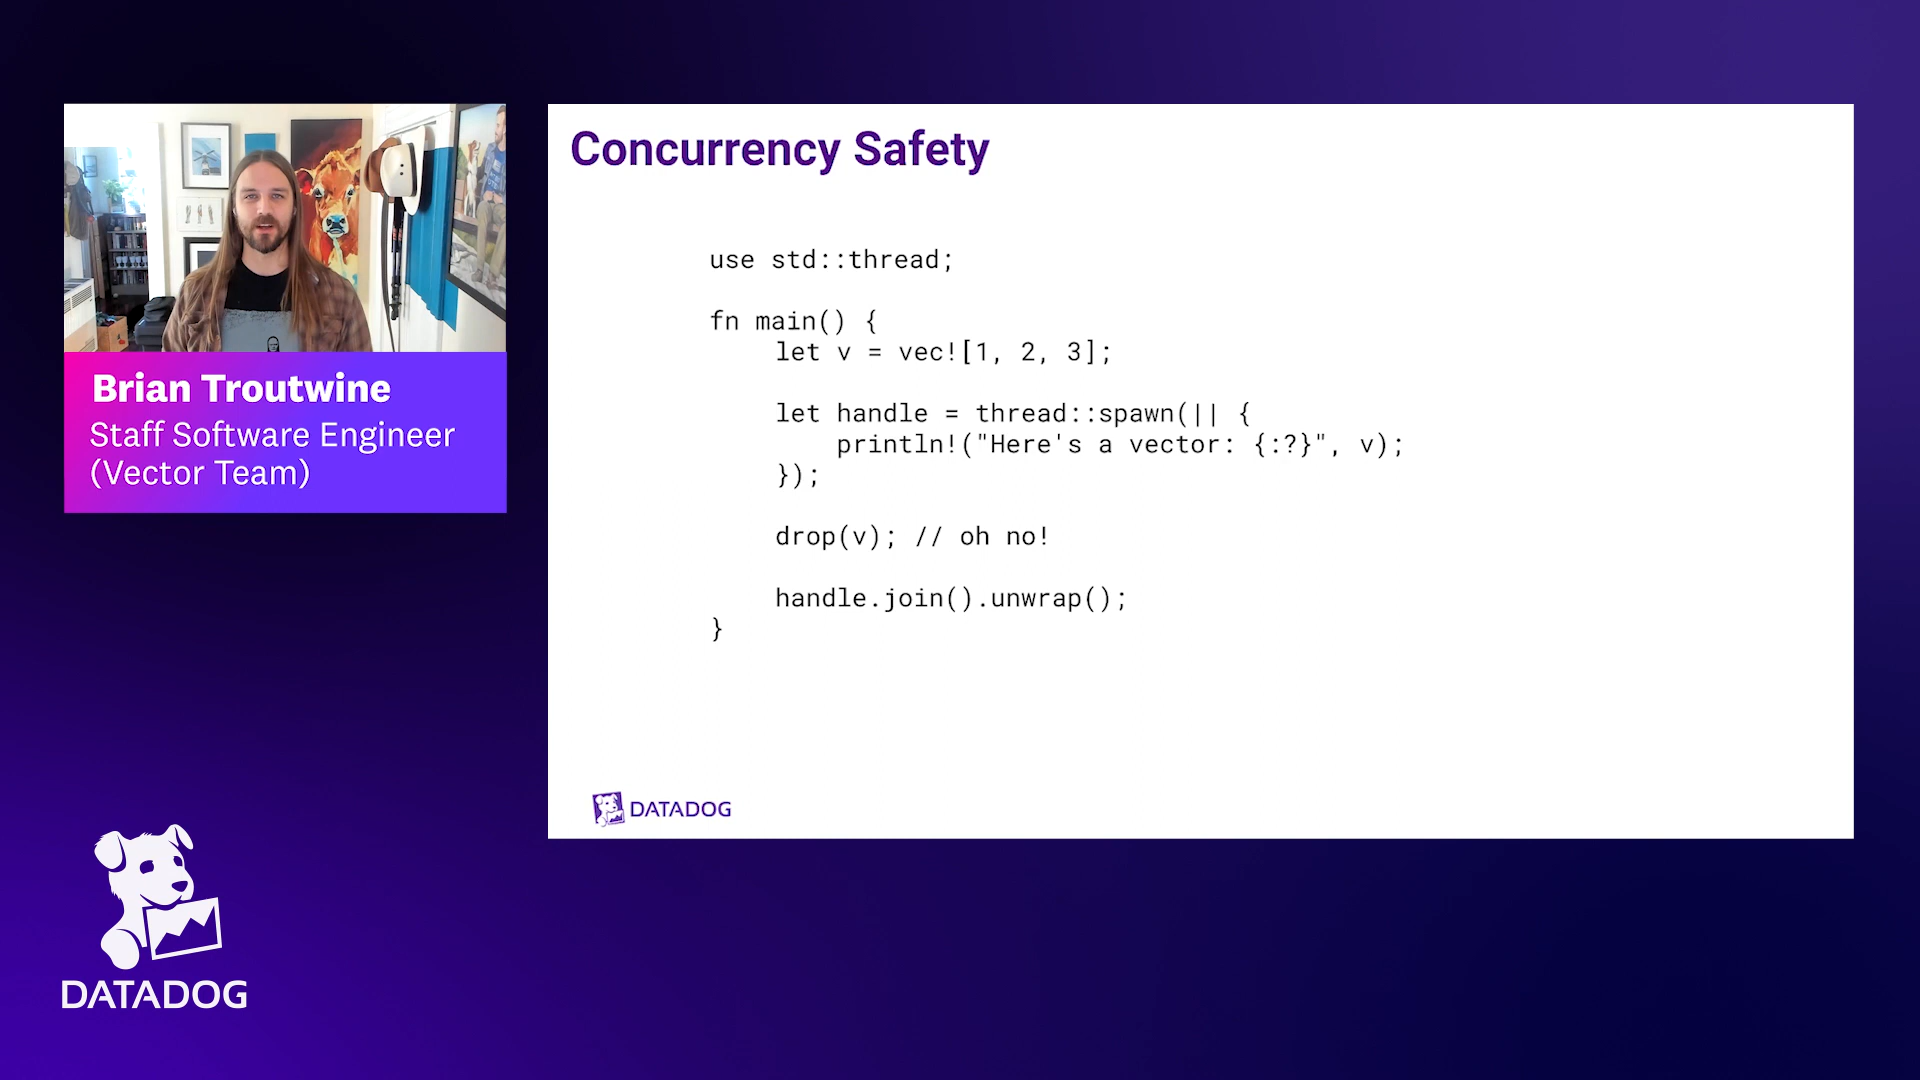 Brian Troutwine
Staff Software Engineer
(Vector Team)
DATADOG
Concurrency Safety
use std::thread;
fn main() {
let v = vec![1, 2, 3];
let handle = thread::spawn(|| {
println!("Here's a vector: {:?}", v);
});
drop(v); // oh no!
handle.join().unwrap();
}
DATADOG